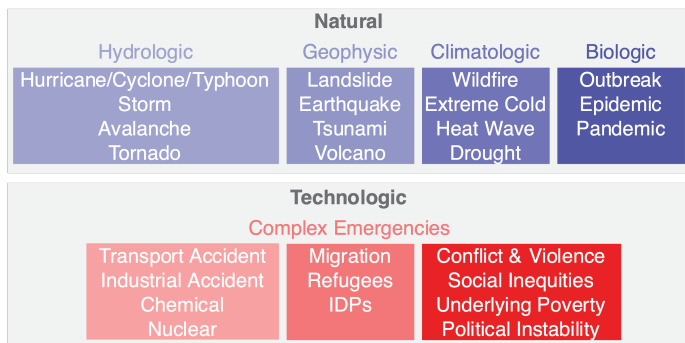 Natural
Hydrologic
Hurricane/Cyclone/Typhoon
Storm
Avalanche
Tornado
Geophysic
Landslide
Earthquake
Tsunami
Volcano
Climatologic
Wildfire
Extreme Cold
Heat Wave
Drought
Biologic
Outbreak
Epidemic
Pandemic
Technologic
Complex Emergencies
Transport Accident
Industrial Accident
Chemical
Nuclear
Migration
Refugees
IDPs
Conflict & Violence
Social Inequities
Underlying Poverty
Political Instability